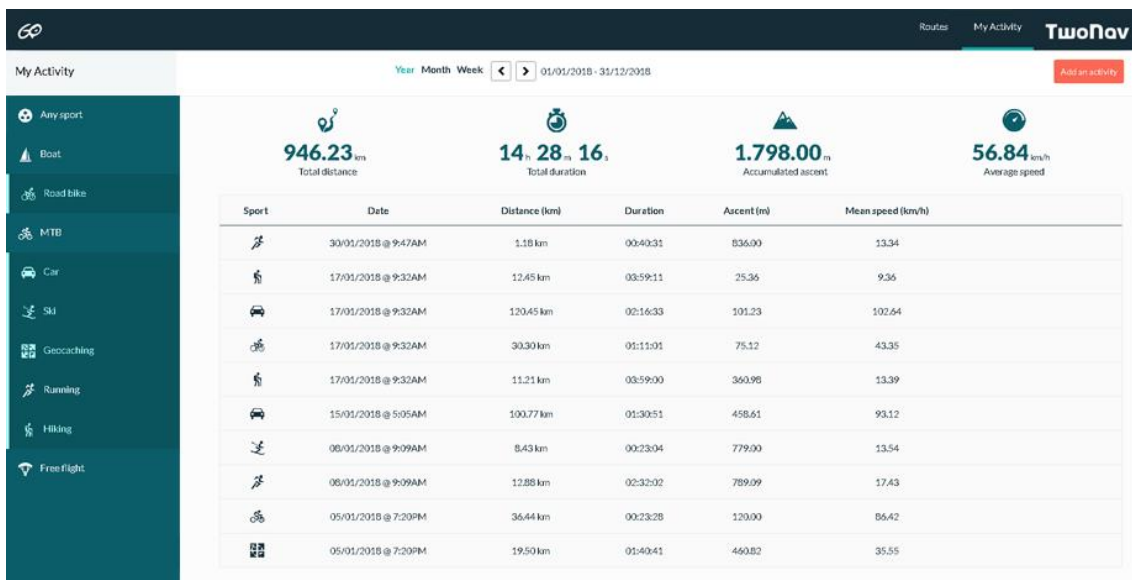 GO
Routes My Activity TwoNav
My Activity
Year Month Week 01/01/2018 - 31/12/2018
Add an activity
Any sport
Boat
Road bike
MTB
Car
Ski
Geocaching
Running
Hiking
Free flight
946.23 km
Total distance
14 h 28 m 16 s
Total duration
1.798.00 m
Accumulated ascent
56.84 km/h
Average speed
Sport Date Distance (km) Duration Ascent (m) Mean speed (km/h)
30/01/2018 @ 9:47AM 1.18 km 00:40:31 836.00 13.34
17/01/2018 @ 9:32AM 12.45 km 03:59:11 25.36 9.36
17/01/2018 @ 9:32AM 120.45 km 02:16:33 101.23 102.64
17/01/2018 @ 9:32AM 30.30 km 01:11:01 75.12 43.35
17/01/2018 @ 9:32AM 11.21 km 03:59:00 360.98 13.39
15/01/2018 @ 5:05AM 100.77 km 01:30:51 458.61 93.12
08/01/2018 @ 9:09AM 8.43 km 00:23:04 779.00 13.54
08/01/2018 @ 9:09AM 12.88 km 02:32:02 789.09 17.43
05/01/2018 @ 7:20PM 36.44 km 00:23:28 120.00 86.42
05/01/2018 @ 7:20PM 19.50 km 01:40:41 460.82 35.55